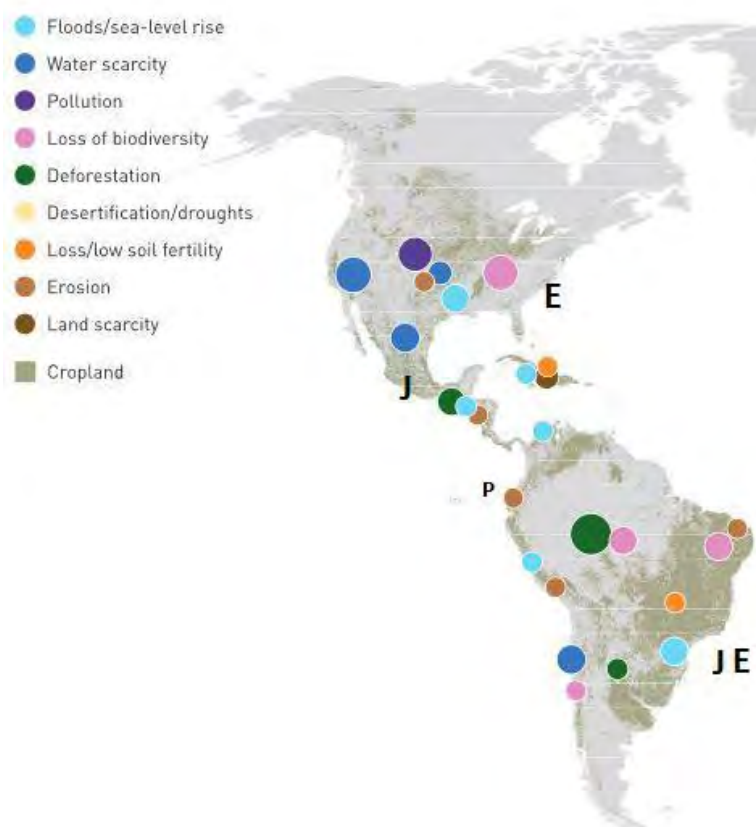 Floods/sea-level rise
Water scarcity
Pollution
Loss of biodiversity
Deforestation
Desertification/droughts
Loss/low soil fertility
Erosion
Land scarcity
Cropland
E
J
P
J E